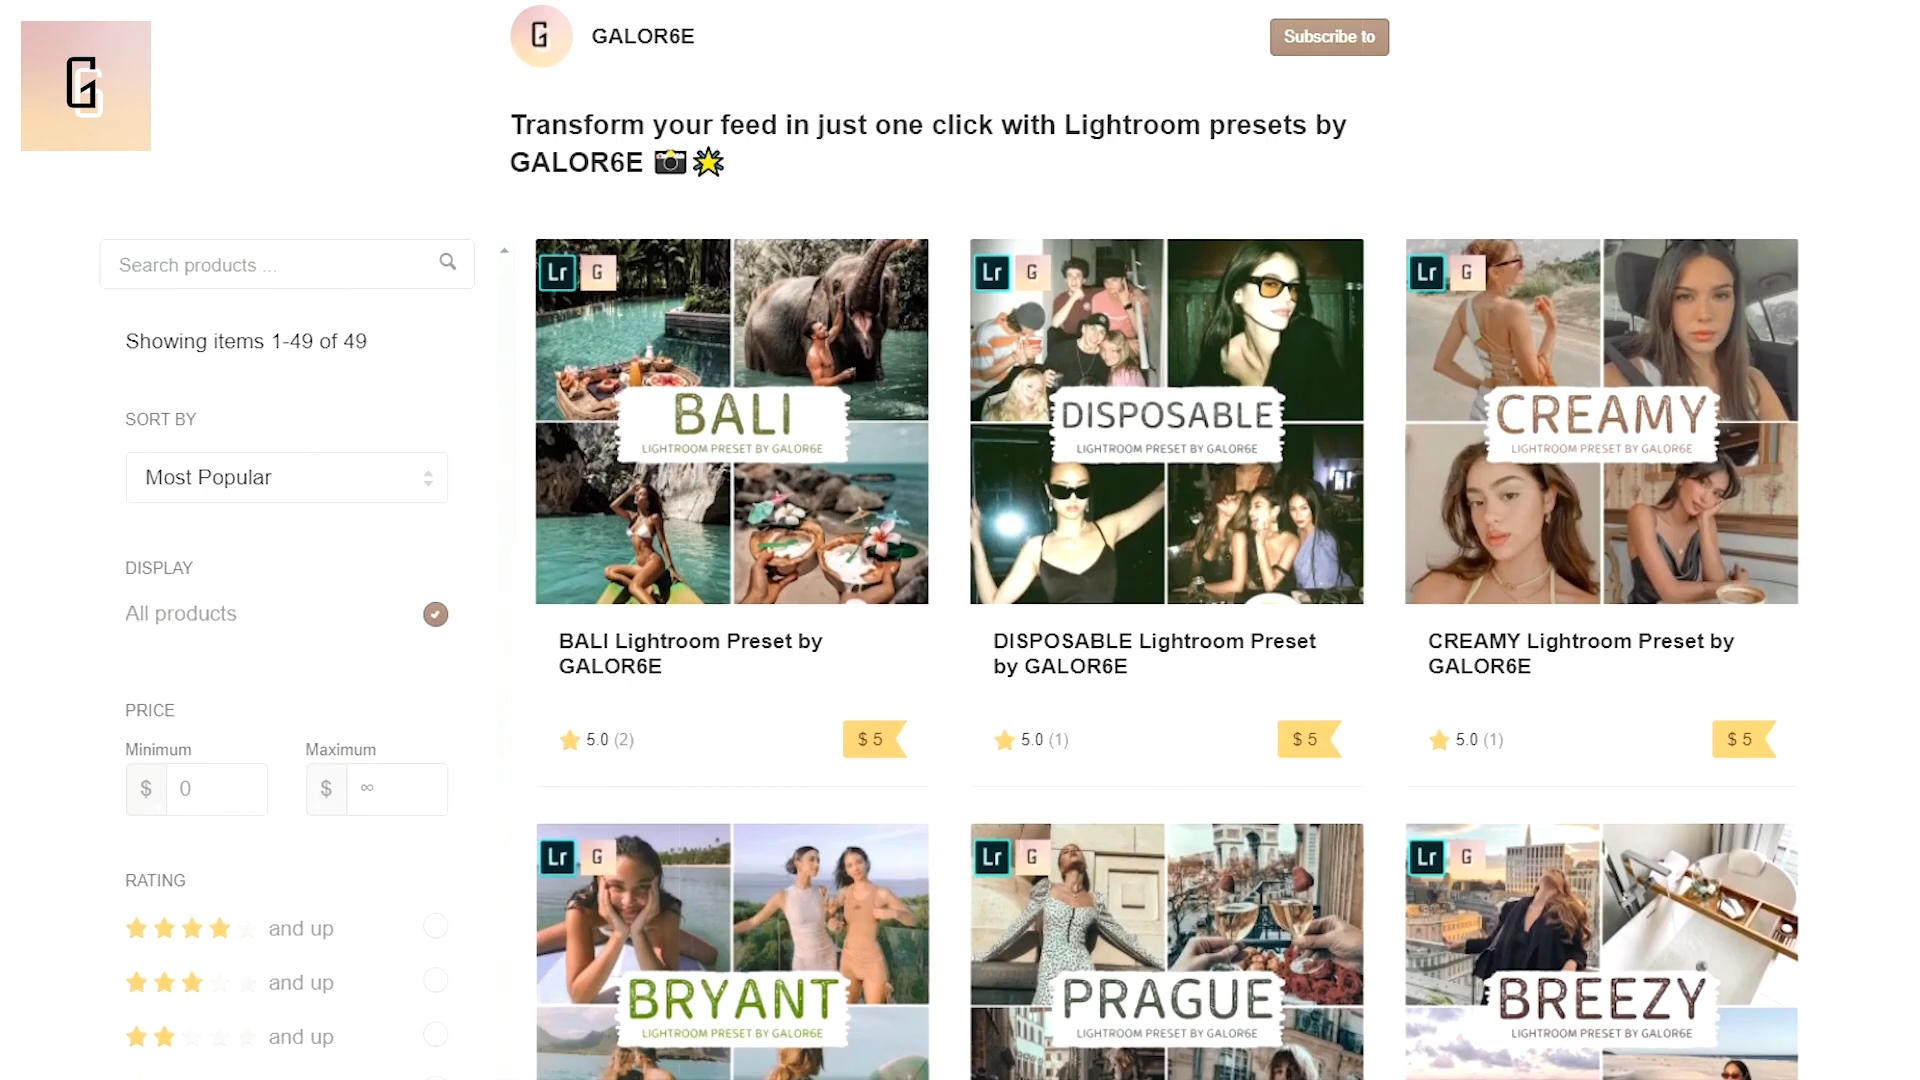 G
G
GALOR6E
Subscribe to
Transform your feed in just one click with Lightroom presets by
GALOR6E
Search products ...
Showing items 1-49 of 49
SORT BY
Most Popular
DISPLAY
All products
PRICE
Minimum
Maximum
$ 0
$ ∞
RATING
and up
and up
and up
Lr G
BALI
LIGHTROOM PRESET BY GALOR6E
BALI Lightroom Preset by
GALOR6E
5.0 (2)
$ 5
Lr G
DISPOSABLE
LIGHTROOM PRESET BY GALOR6E
DISPOSABLE Lightroom Preset
by GALOR6E
5.0 (1)
$ 5
Lr G
CREAMY
LIGHTROOM PRESET BY GALOR6E
CREAMY Lightroom Preset by
GALOR6E
5.0 (1)
$ 5
Lr G
BRYANT
LIGHTROOM PRESET BY GALOR6E
Lr G
PRAGUE
LIGHTROOM PRESET BY GALOR6E
Lr G
BREEZY
LIGHTROOM PRESET BY GALOR6E